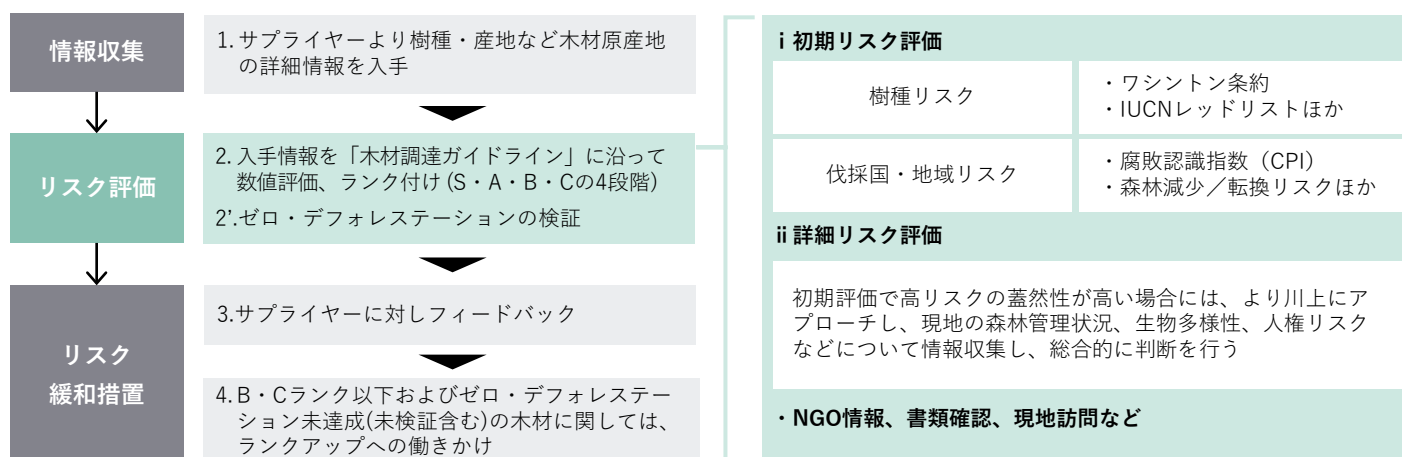 情報収集
1. サプライヤーより樹種・産地など木材原産地
の詳細情報を入手
リスク評価
2. 入手情報を「木材調達ガイドライン」に沿って
数値評価、ランク付け (S・A・B・Cの4段階)
2’.ゼロ・デフォレステーションの検証
リスク
緩和措置
3.サプライヤーに対しフィードバック
4. B・Cランク以下およびゼロ・デフォレステー
ション未達成(未検証含む)の木材に関しては、
ランクアップへの働きかけ
ⅰ 初期リスク評価
樹種リスク
・ワシントン条約
・IUCNレッドリストほか
伐採国・地域リスク
・腐敗認識指数（CPI）
・森林減少／転換リスクほか
ⅱ 詳細リスク評価
初期評価で高リスクの蓋然性が高い場合には、より川上にア
プローチし、現地の森林管理状況、生物多様性、人権リスク
などについて情報収集し、総合的に判断を行う
・NGO情報、書類確認、現地訪問など